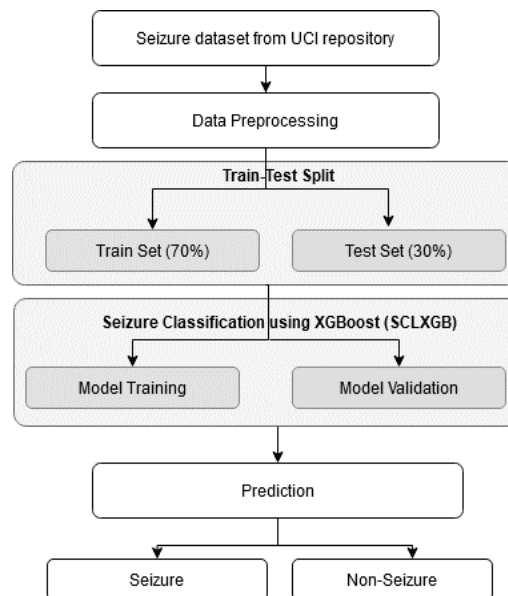 Seizure dataset from UCI repository
Data Preprocessing
Train-Test Split
Train Set (70%)
Test Set (30%)
Seizure Classification using XGBoost (SCLXGB)
Model Training
Model Validation
Prediction
Seizure
Non-Seizure